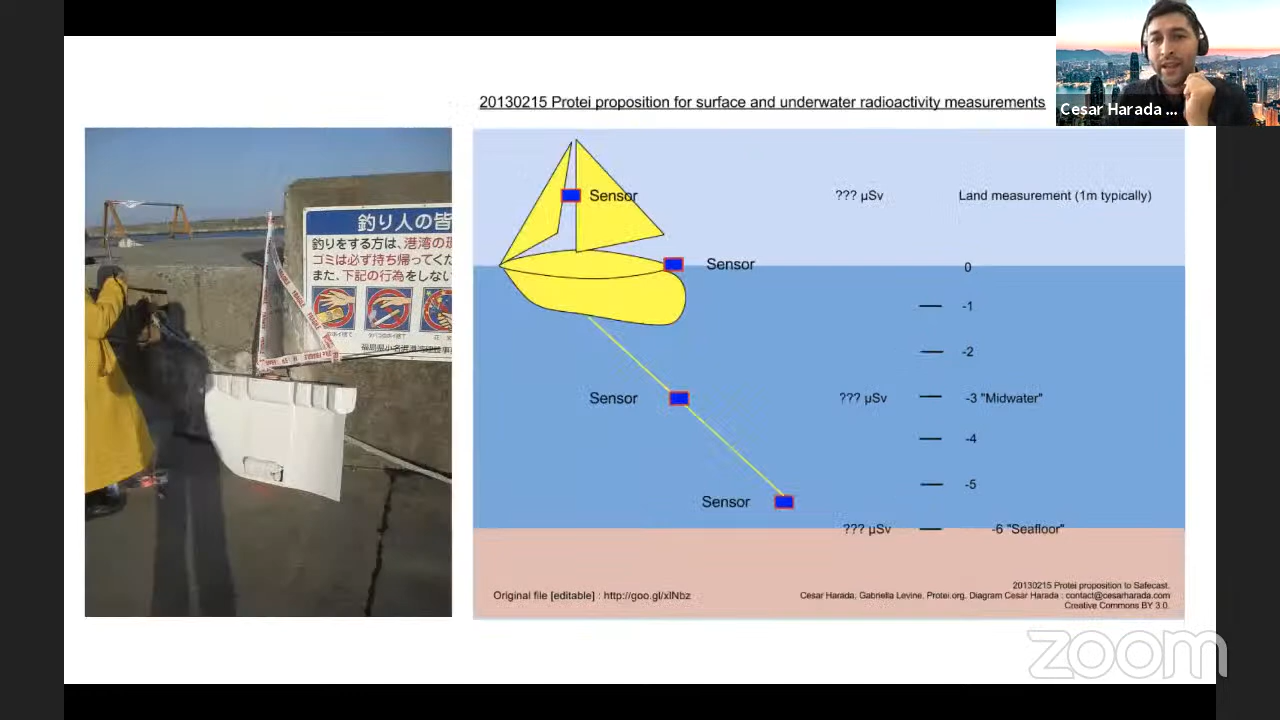 Cesar Harada ...
20130215 Protei proposition for surface and underwater radioactivity measurements
釣り人の皆
釣りをする方は、港湾の
ゴミは必ず持ち帰ってくだ
また、下記の行為をしない
Sensor
??? µSv
Land measurement (1m typically)
Sensor
0
-1
-2
Sensor
??? µSv
-3 "Midwater"
-4
-5
Sensor
??? µSv
-6 "Seafloor"
Original file [editable] : http://goo.gl/xlNbz
20130215 Protei proposition to Safecast.
Cesar Harada, Gabriella Levine, Protei.org. Diagram Cesar Harada : contact@cesarharada.com
Creative Commons BY 3.0.
zoom